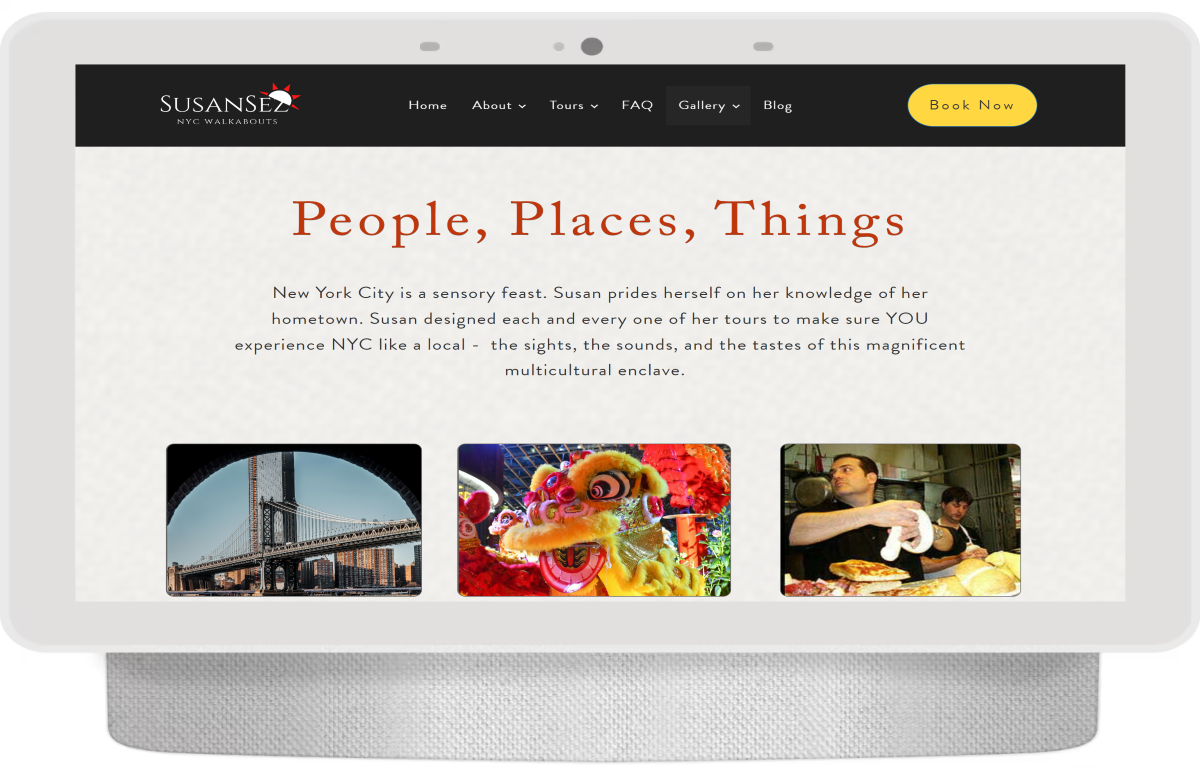 SUSANSEZ
NYC WALKABOUTS
Home About Tours FAQ Gallery Blog
Book Now
People, Places, Things
New York City is a sensory feast. Susan prides herself on her knowledge of her
hometown. Susan designed each and every one of her tours to make sure YOU
experience NYC like a local - the sights, the sounds, and the tastes of this magnificent
multicultural enclave.